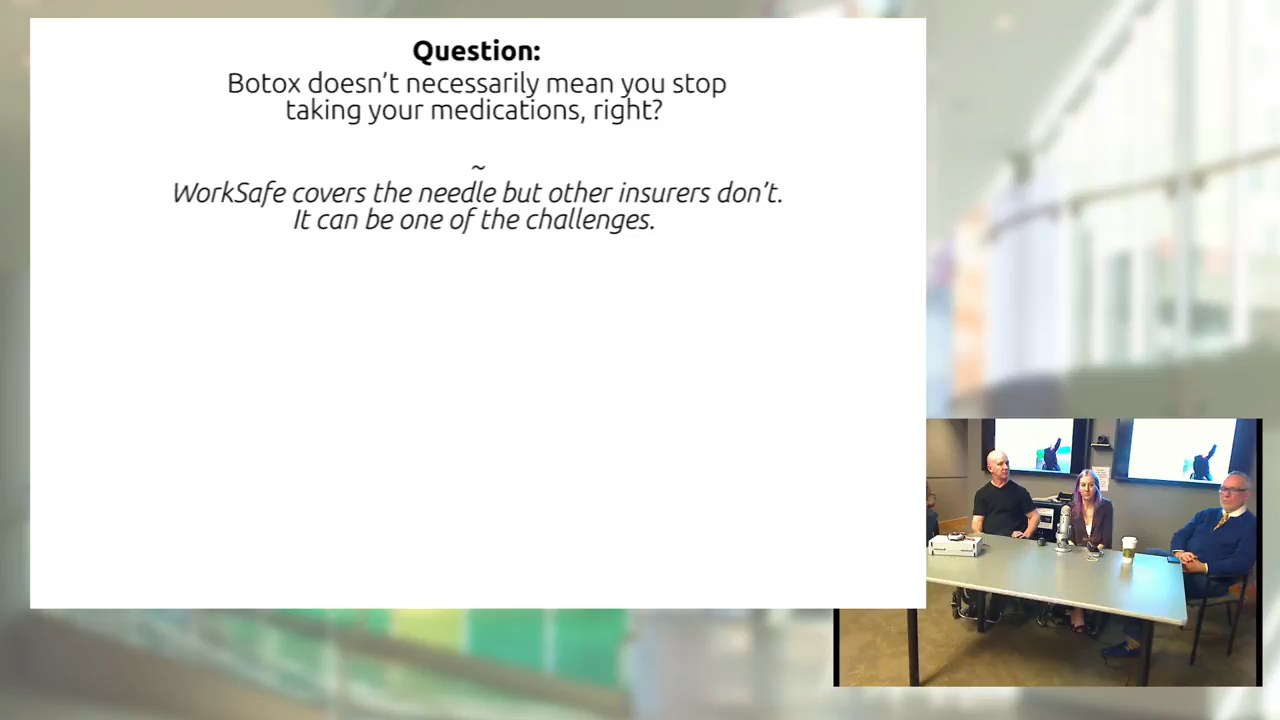 Question:
Botox doesn't necessarily mean you stop
taking your medications, right?
~
WorkSafe covers the needle but other insurers don't.
It can be one of the challenges.